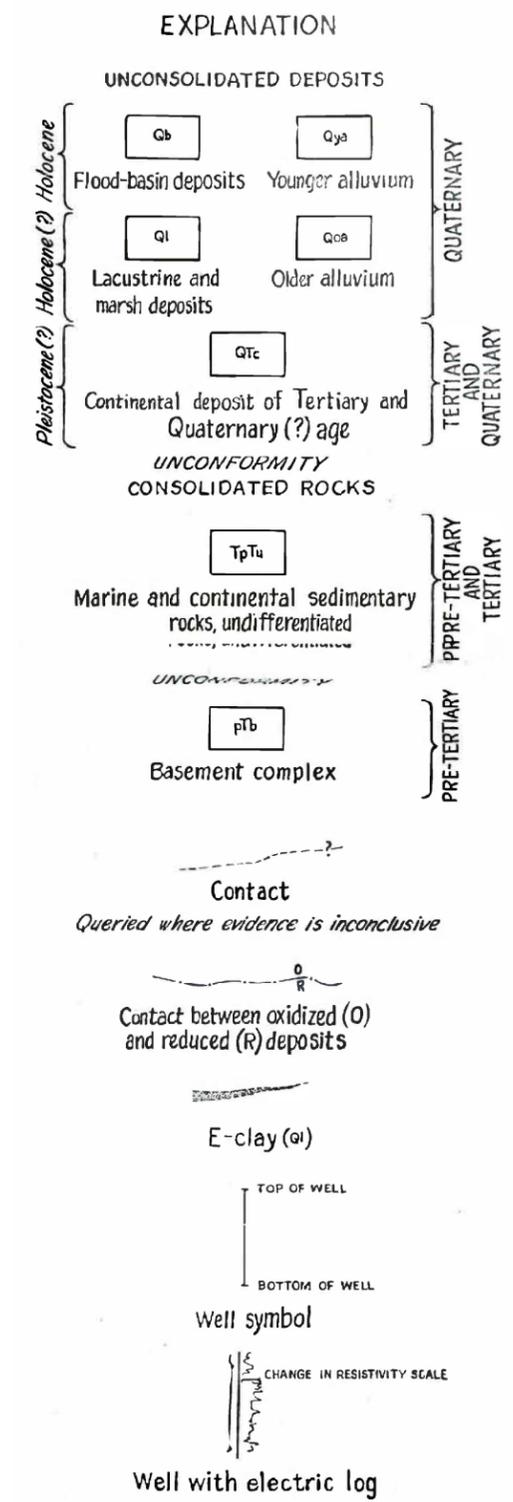 EXPLANATION
UNCONSOLIDATED DEPOSITS
Holocene
Qb
Flood-basin deposits
Qya
Younger alluvium
QUATERNARY
Holocene(?)
Ql
Lacustrine and
marsh deposits
Qoa
Older alluvium
Pleistocene(?)
QTc
Continental deposit of Tertiary and
Quaternary (?) age
TERTIARY
AND
QUATERNARY
UNCONFORMITY
CONSOLIDATED ROCKS
TpTu
Marine and continental sedimentary
rocks, undifferentiated
PPPRE-TERTIARY
AND
TERTIARY
UNCONFORMITY
pTb
Basement complex
PRE-TERTIARY
?
Contact
Queried where evidence is inconclusive
O
R
Contact between oxidized (O)
and reduced (R) deposits
E-clay (Ql)
TOP OF WELL
BOTTOM OF WELL
Well symbol
CHANGE IN RESISTIVITY SCALE
Well with electric log